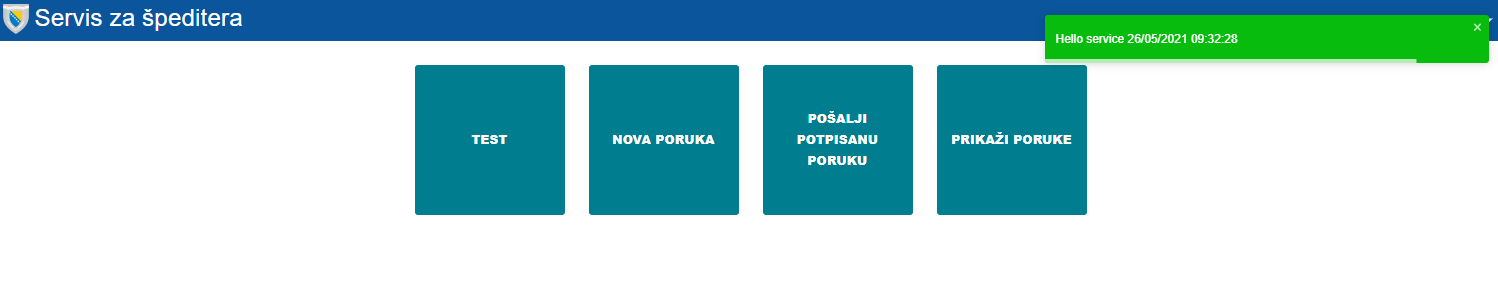 Servis za špeditera
Hello service 26/05/2021 09:32:28
×
TEST
NOVA PORUKA
POŠALJI
POTPISANU
PORUKU
PRIKAŽI PORUKE